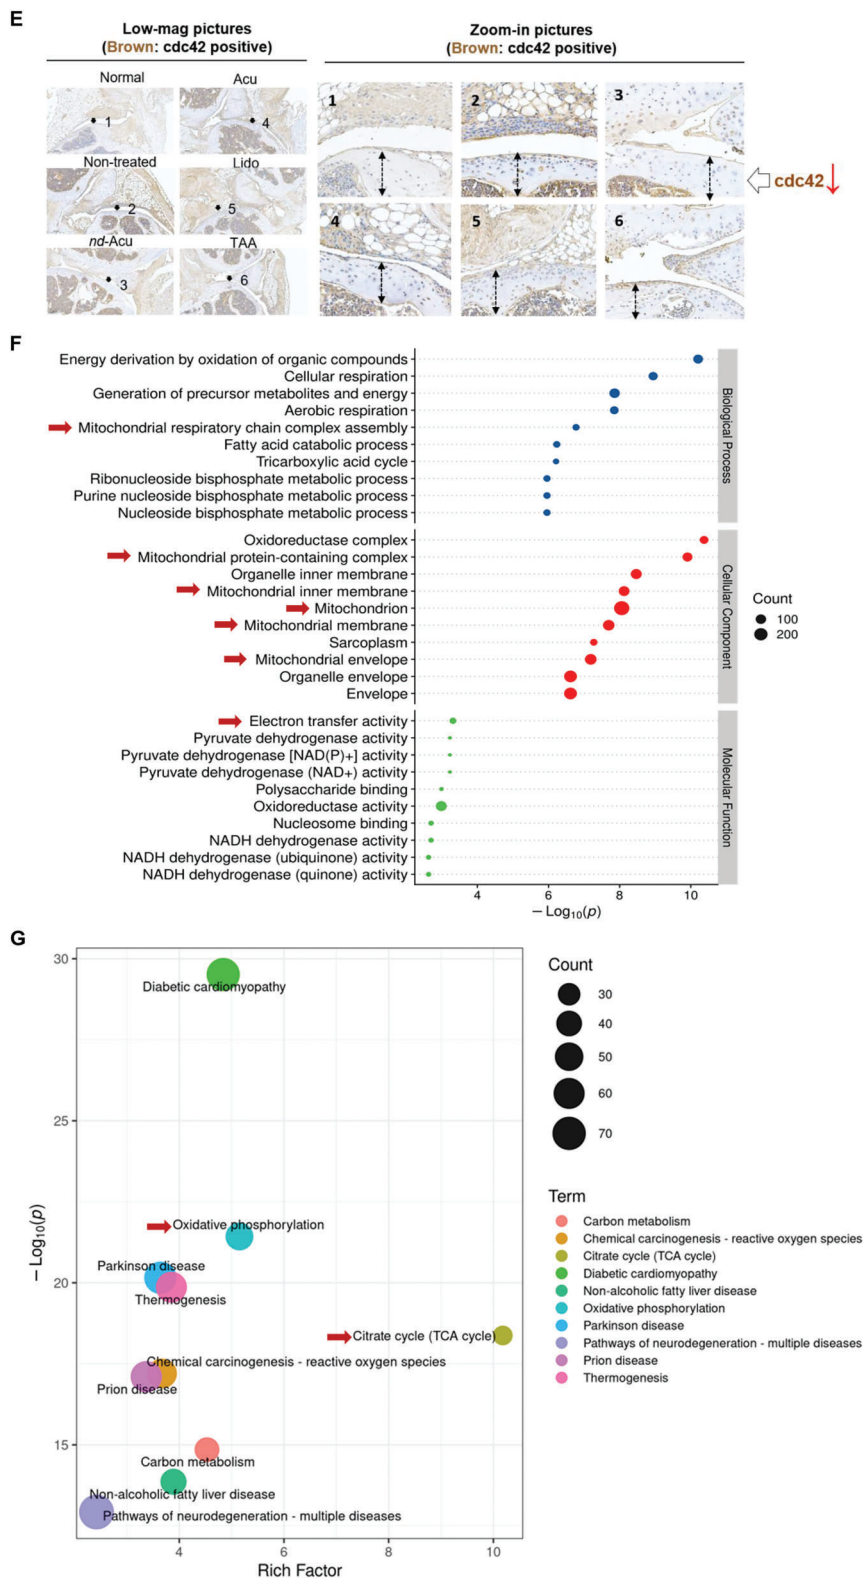 E
Low-mag pictures
(Brown: cdc42 positive)
Zoom-in pictures
(Brown: cdc42 positive)
Normal
Acu
1
4
Non-treated
Lido
2
5
nd-Acu
TAA
3
6
1
2
3
4
5
6
cdc42
F
Energy derivation by oxidation of organic compounds
Cellular respiration
Generation of precursor metabolites and energy
Aerobic respiration
Mitochondrial respiratory chain complex assembly
Fatty acid catabolic process
Tricarboxylic acid cycle
Ribonucleoside bisphosphate metabolic process
Purine nucleoside bisphosphate metabolic process
Nucleoside bisphosphate metabolic process
Biological Process
Oxidoreductase complex
Mitochondrial protein-containing complex
Organelle inner membrane
Mitochondrial inner membrane
Mitochondrion
Mitochondrial membrane
Sarcoplasm
Mitochondrial envelope
Organelle envelope
Envelope
Cellular Component
Electron transfer activity
Pyruvate dehydrogenase activity
Pyruvate dehydrogenase [NAD(P)+] activity
Pyruvate dehydrogenase (NAD+) activity
Polysaccharide binding
Oxidoreductase activity
Nucleosome binding
NADH dehydrogenase activity
NADH dehydrogenase (ubiquinone) activity
NADH dehydrogenase (quinone) activity
Molecular Function
Count
100
200
4 6 8 10
−Log10(p)
G
30
25
20
15
−Log10(p)
Diabetic cardiomyopathy
Oxidative phosphorylation
Parkinson disease
Thermogenesis
Citrate cycle (TCA cycle)
Chemical carcinogenesis - reactive oxygen species
Prion disease
Carbon metabolism
Non-alcoholic fatty liver disease
Pathways of neurodegeneration - multiple diseases
4 6 8 10
Rich Factor
Count
30
40
50
60
70
Term
Carbon metabolism
Chemical carcinogenesis - reactive oxygen species
Citrate cycle (TCA cycle)
Diabetic cardiomyopathy
Non-alcoholic fatty liver disease
Oxidative phosphorylation
Parkinson disease
Pathways of neurodegeneration - multiple diseases
Prion disease
Thermogenesis